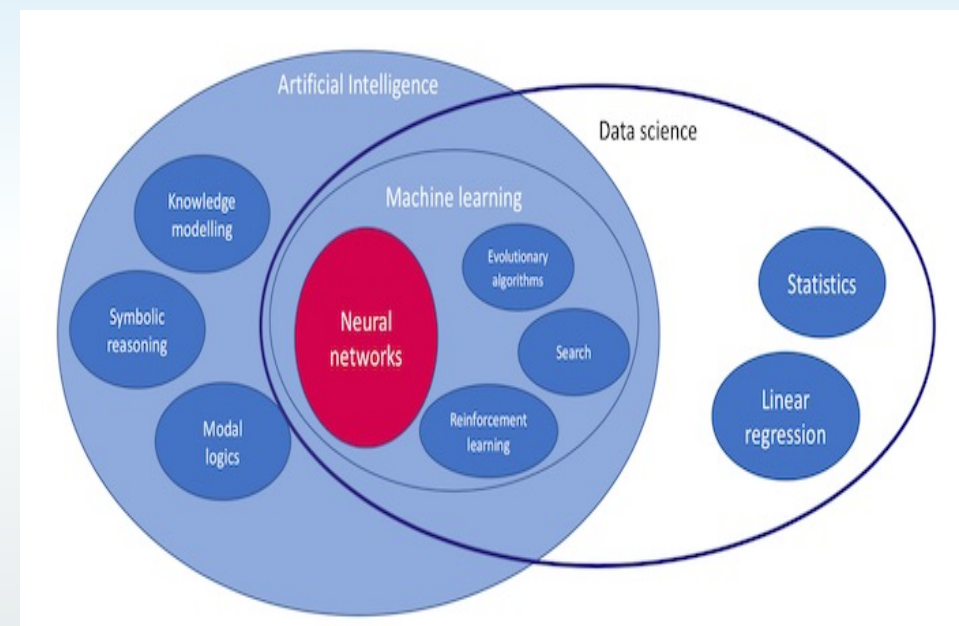 Artificial Intelligence
Data science
Machine learning
Knowledge
modelling
Evolutionary
algorithms
Statistics
Symbolic
reasoning
Neural
networks
Search
Linear
regression
Reinforcement
learning
Modal
logics